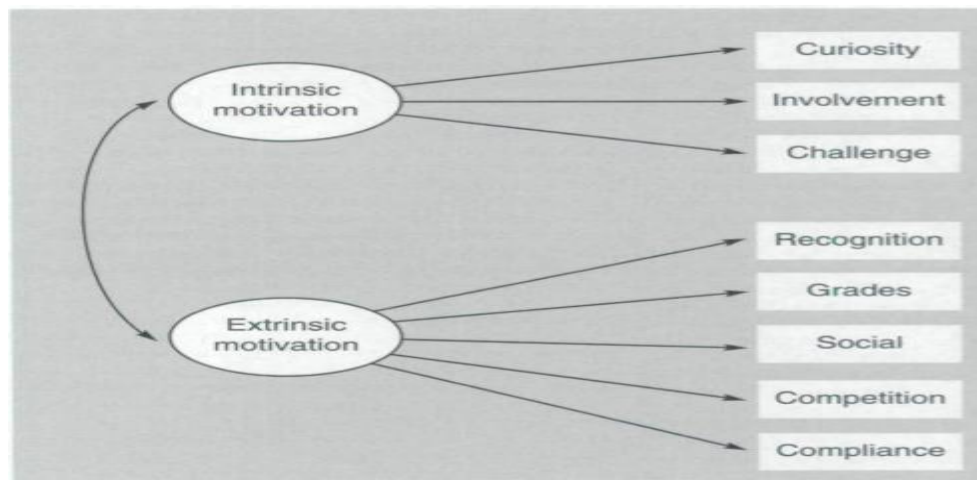 Intrinsic
motivation
Curiosity
Involvement
Challenge
Extrinsic
motivation
Recognition
Grades
Social
Competition
Compliance